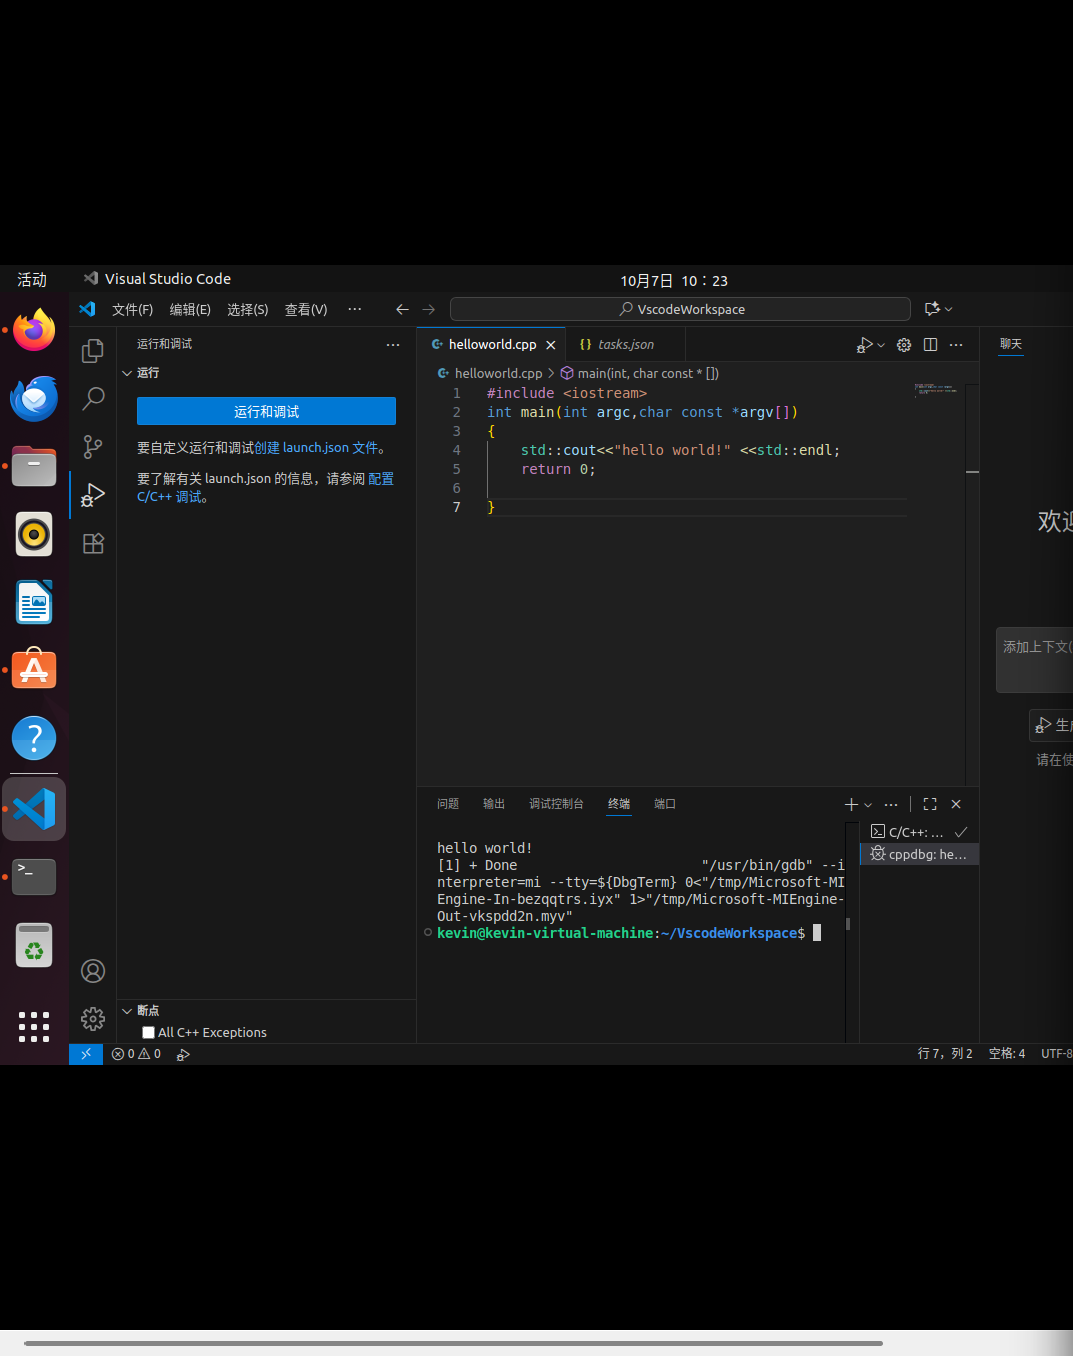 活动 Visual Studio Code 10月7日 10：23
文件(F) 编辑(E) 选择(S) 查看(V) ··· VscodeWorkspace
运行和调试 ···
运行
运行和调试
要自定义运行和调试创建 launch.json 文件。
要了解有关 launch.json 的信息，请参阅 配置
C/C++ 调试。
断点
All C++ Exceptions
helloworld.cpp tasks.json
helloworld.cpp > main(int, char const * [])
1 #include <iostream>
2 int main(int argc,char const *argv[])
3 {
4 std::cout<<"hello world!" <<std::endl;
5 return 0;
6
7 }
问题 输出 调试控制台 终端 端口
hello world!
[1] + Done "/usr/bin/gdb" --i
nterpreter=mi --tty=${DbgTerm} 0<"/tmp/Microsoft-MI
Engine-In-bezqqtrs.iyx" 1>"/tmp/Microsoft-MIEngine-
Out-vkspdd2n.myv"
kevin@kevin-virtual-machine:~/VscodeWorkspace$
C/C++: ...
cppdbg: he...
聊天
欢迎
添加上下文(
生成
请在使
0 0 行 7，列 2 空格: 4 UTF-8